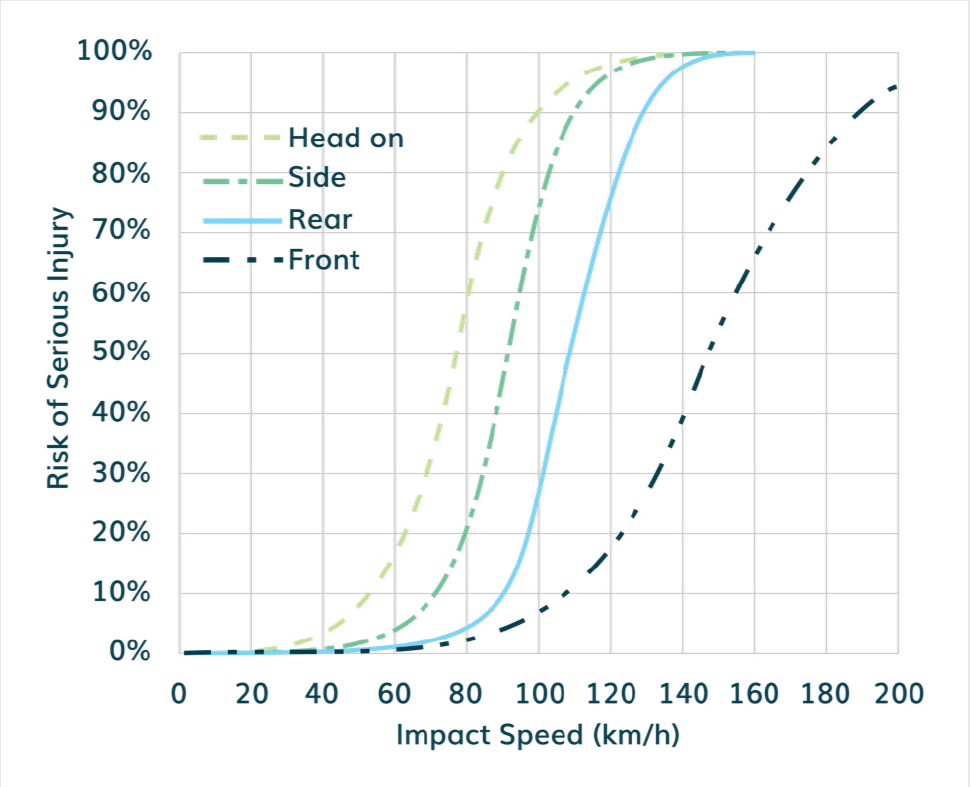 100%
90%
80%
70%
60%
50%
40%
30%
20%
10%
0%
Risk of Serious Injury
Head on
Side
Rear
Front
0 20 40 60 80 100 120 140 160 180 200
Impact Speed (km/h)